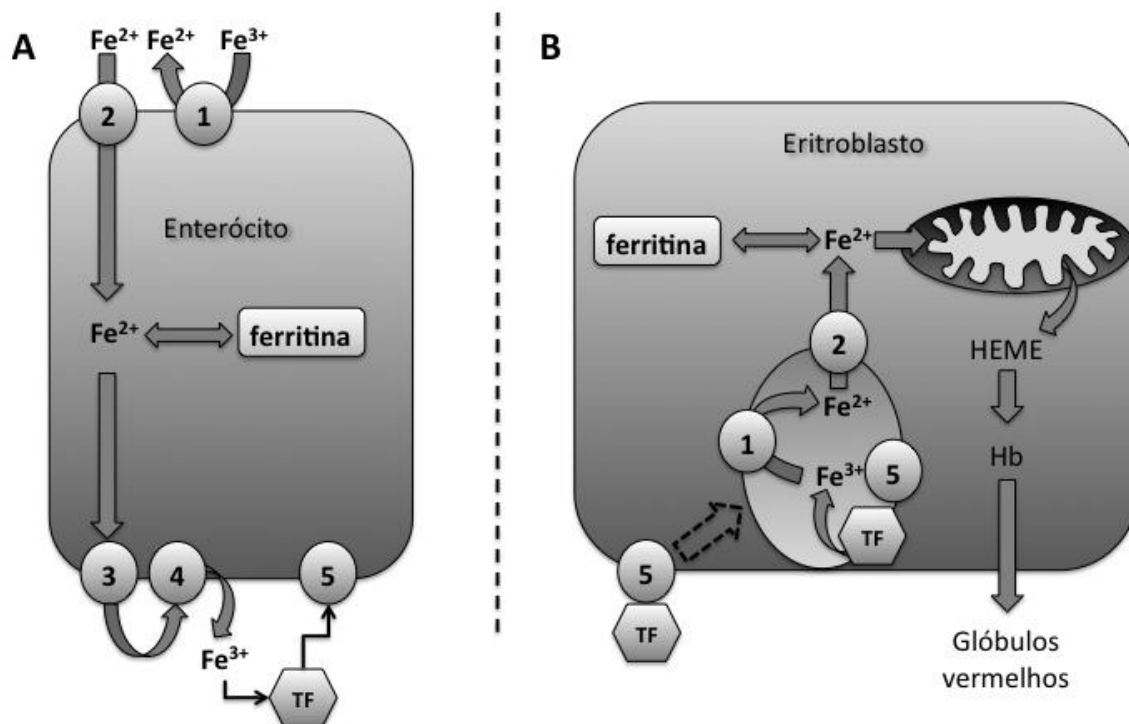 A
Fe2+ Fe2+ Fe3+
2
1
Enterócito
Fe2+
ferritina
3
4
5
Fe3+
TF
B
Eritroblasto
ferritina
Fe2+
2
HEME
Fe2+
1
Fe3+
5
Hb
TF
5
TF
Glóbulos
vermelhos